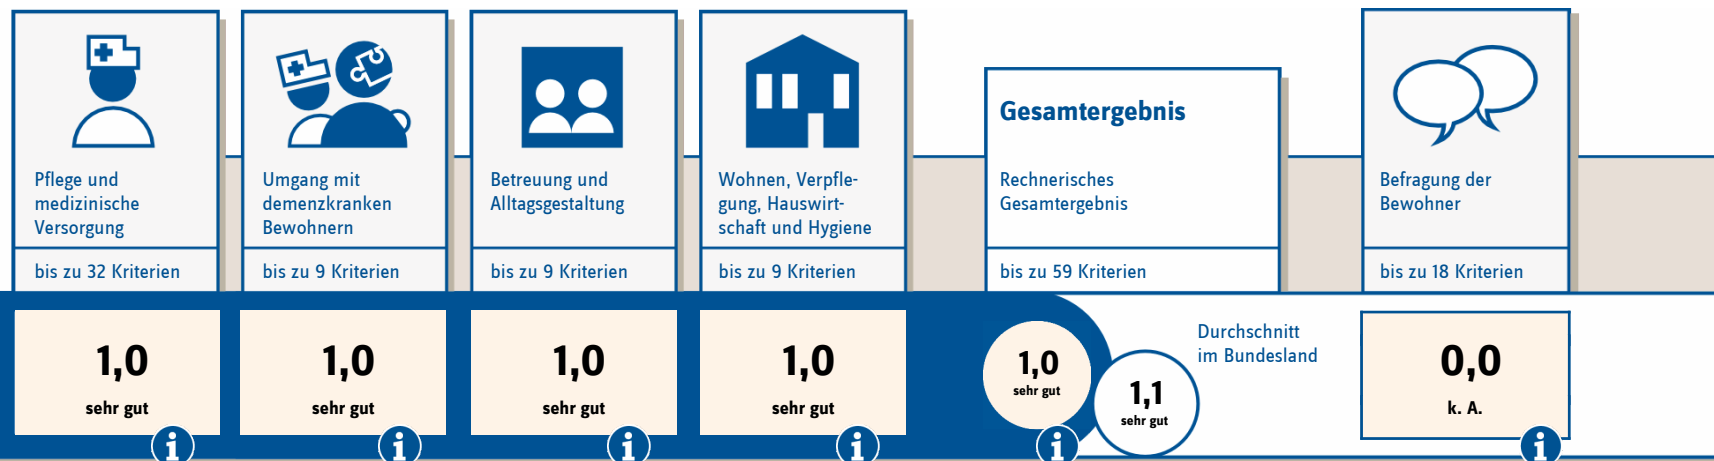 Pflege und
medizinische
Versorgung
bis zu 32 Kriterien
1,0
sehr gut
Umgang mit
demenzkranken
Bewohnern
bis zu 9 Kriterien
1,0
sehr gut
Betreuung und
Alltagsgestaltung
bis zu 9 Kriterien
1,0
sehr gut
Wohnen, Verpfle-
gung, Hauswirt-
schaft und Hygiene
bis zu 9 Kriterien
1,0
sehr gut
Gesamtergebnis
Rechnerisches
Gesamtergebnis
bis zu 59 Kriterien
1,0
sehr gut
Durchschnitt
im Bundesland
1,1
sehr gut
Befragung der
Bewohner
bis zu 18 Kriterien
0,0
k. A.